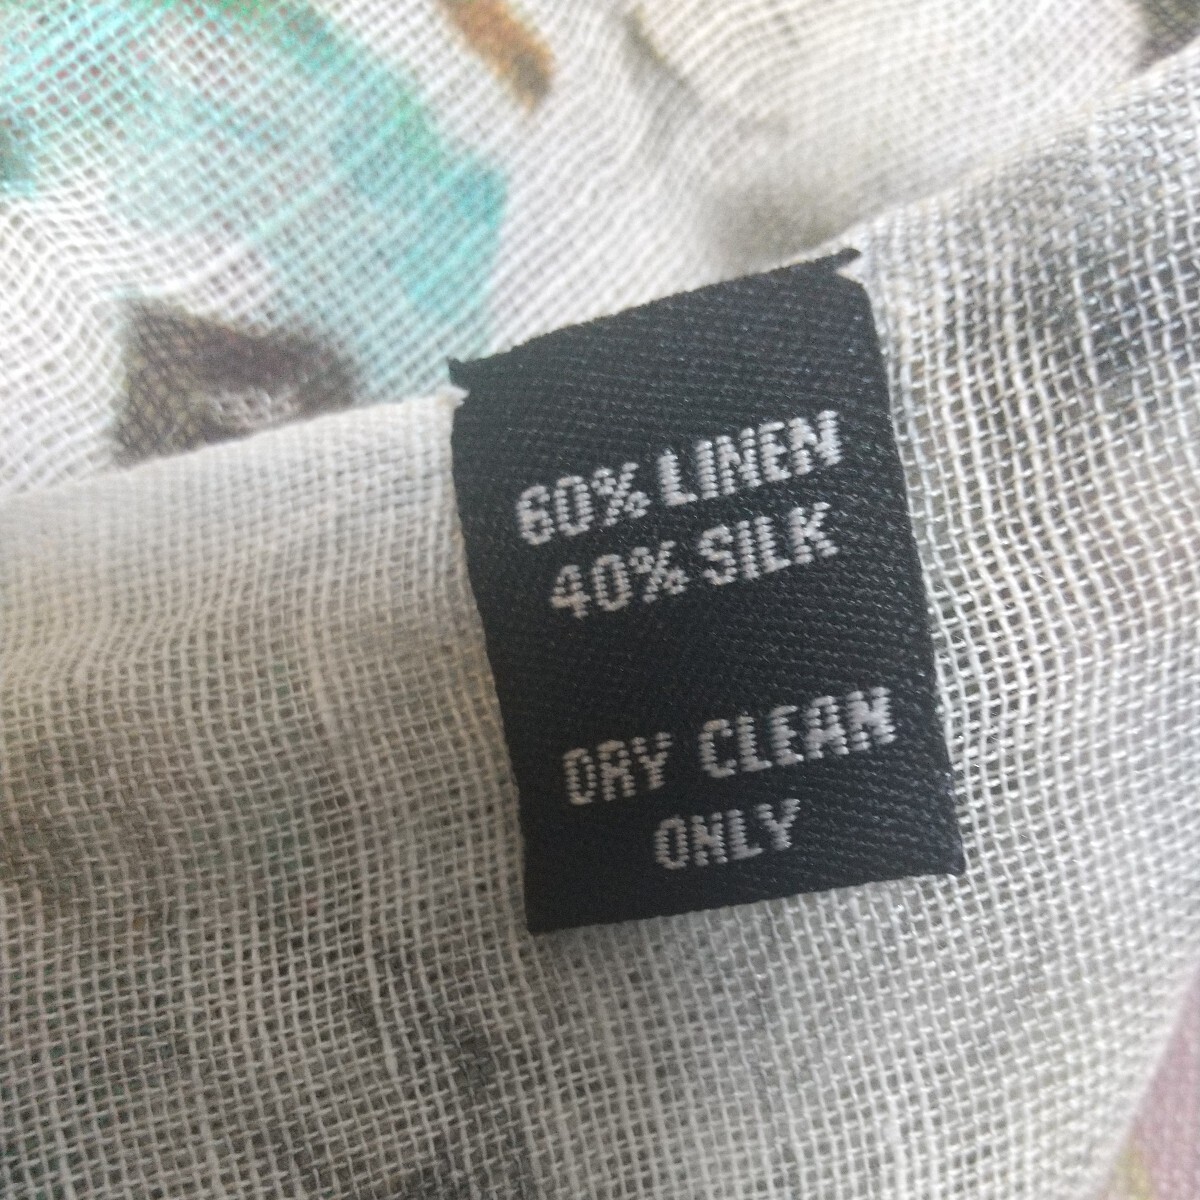 60% LINEN
40% SILK
DRY CLEAN
ONLY